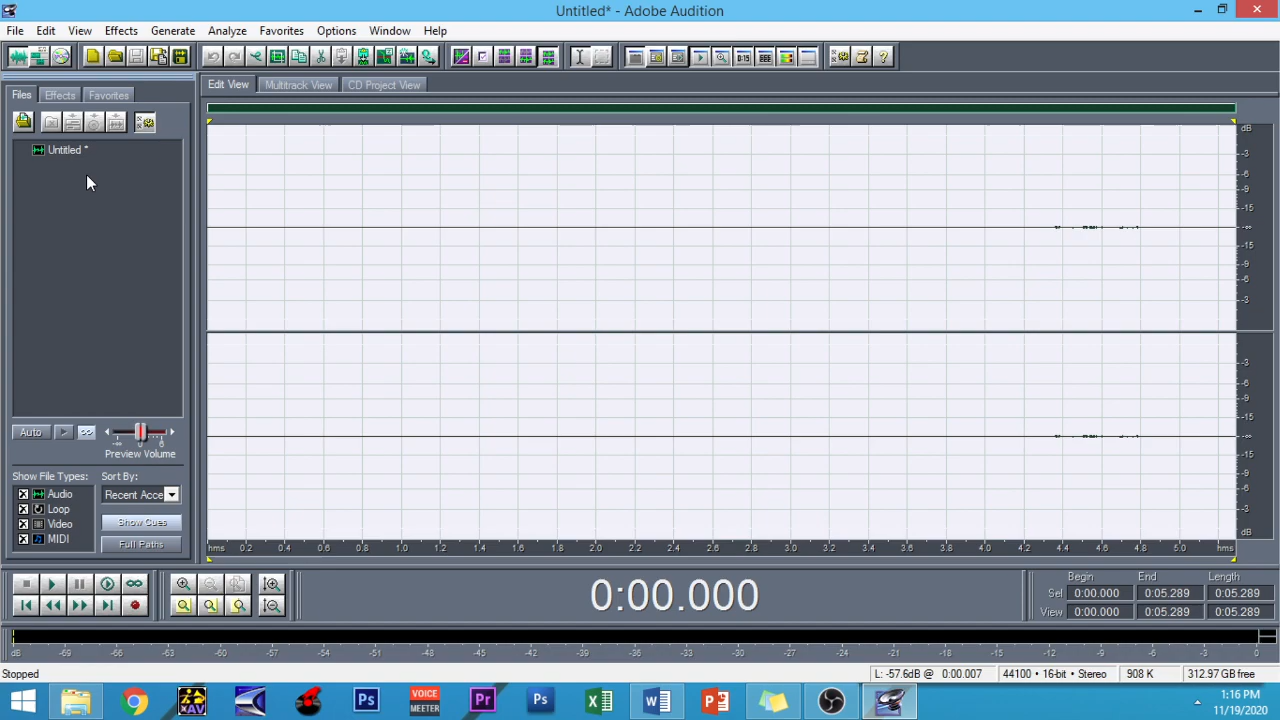 Untitled* - Adobe Audition
File Edit View Effects Generate Analyze Favorites Options Window Help
Edit View Multitrack View CD Project View
Files Effects Favorites
Untitled *
dB
-3
-6
-9
-15
-∞
-15
-9
-6
-3
-3
-6
-9
-15
-∞
-15
-9
-6
-3
dB
hms 0.2 0.4 0.6 0.8 1.0 1.2 1.4 1.6 1.8 2.0 2.2 2.4 2.6 2.8 3.0 3.2 3.4 3.6 3.8 4.0 4.2 4.4 4.6 4.8 5.0 hms
Auto
-∞ 0 6
Preview Volume
Show File Types: Sort By:
Audio Recent Acce
Loop
Video Show Cues
MIDI Full Paths
0:00.000
Begin End Length
Sel 0:00.000 0:05.289 0:05.289
View 0:00.000 0:05.289 0:05.289
dB -69 -66 -63 -60 -57 -54 -51 -48 -45 -42 -39 -36 -33 -30 -27 -24 -21 -18 -15 -12 -9 -6 -3 0
Stopped L: -57.6dB @ 0:00.007 44100 • 16-bit • Stereo 908 K 312.97 GB free
XAV Ps VOICE MEETER Pr Ps X W P
1:16 PM
11/19/2020